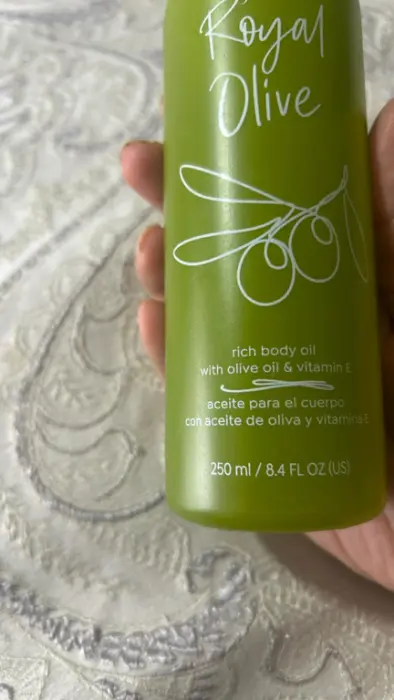 Royal
Olive
rich body oil
with olive oil & vitamin E
aceite para el cuerpo
con aceite de oliva y vitamina E
250 ml / 8.4 FL OZ (US)